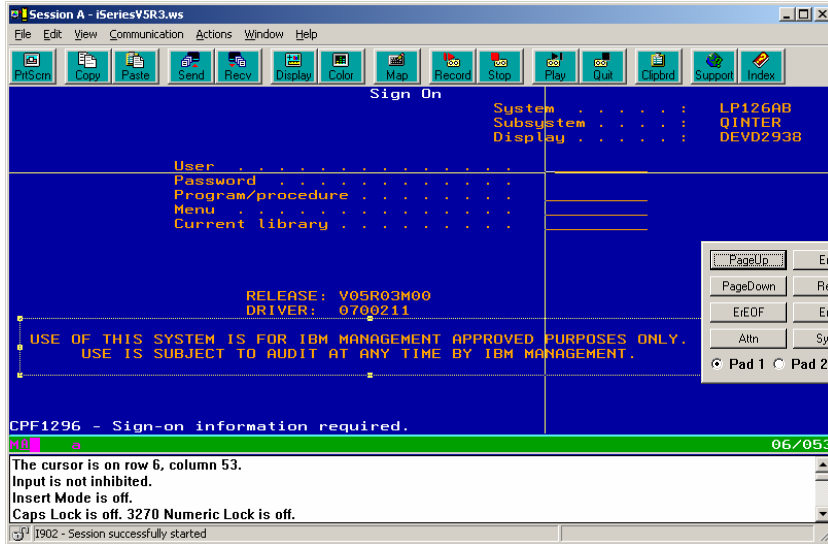 Session A - iSeriesV5R3.ws
File Edit View Communication Actions Window Help
PrtScrn Copy Paste Send Recv Display Color Map Record Stop Play Quit Clipbrd Support Index
Sign On
System . . . . . : LP126AB
Subsystem . . . . : QINTER
Display . . . . . : DEVD2938
User . . . . . . . . . . . . . .
Password . . . . . . . . . . . .
Program/procedure . . . . . . . .
Menu . . . . . . . . . . . . . .
Current library . . . . . . . . .
PageUp
PageDown
ErEOF
Attn
Pad 1 Pad 2
RELEASE: V05R03M00
DRIVER: 0700211
USE OF THIS SYSTEM IS FOR IBM MANAGEMENT APPROVED PURPOSES ONLY.
USE IS SUBJECT TO AUDIT AT ANY TIME BY IBM MANAGEMENT.
CPF1296 - Sign-on information required.
MA a 06/053
The cursor is on row 6, column 53.
Input is not inhibited.
Insert Mode is off.
Caps Lock is off. 3270 Numeric Lock is off.
I902 - Session successfully started